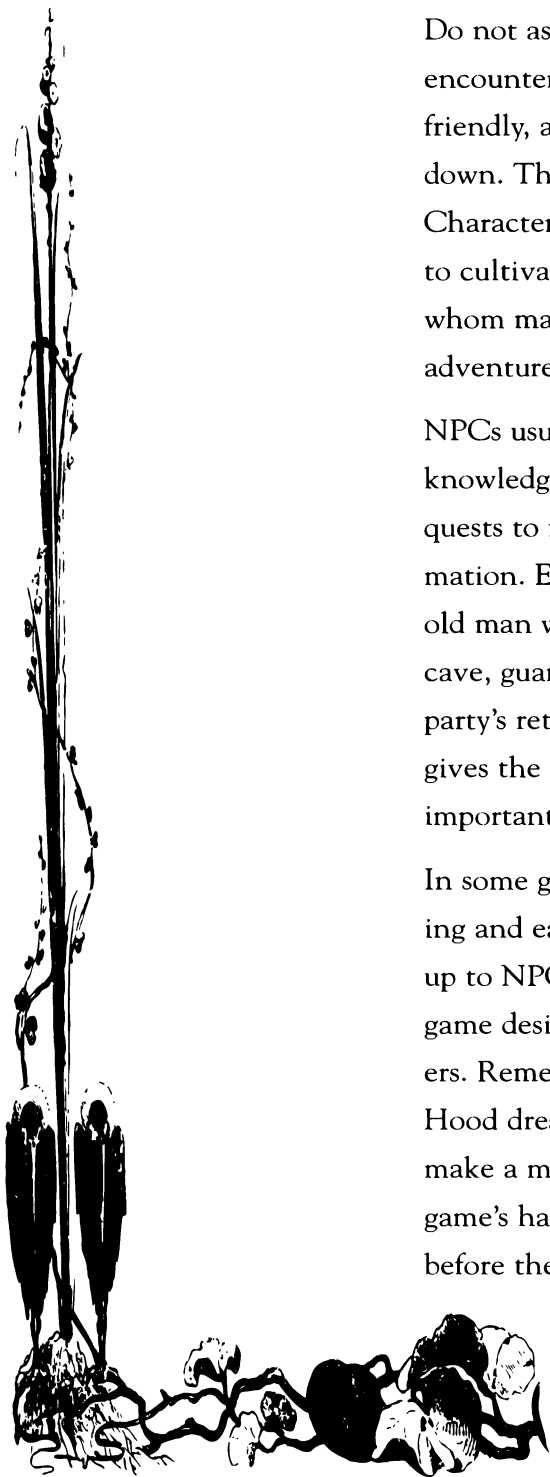 Do not as
encounter
friendly, a
down. Th
Character
to cultiva
whom ma
adventure
NPCs usu
knowledg
quests to
mation. E
old man w
cave, guar
party’s ret
gives the
important
In some g
ing and ea
up to NPC
game desi
ers. Reme
Hood drea
make a m
game’s ha
before the